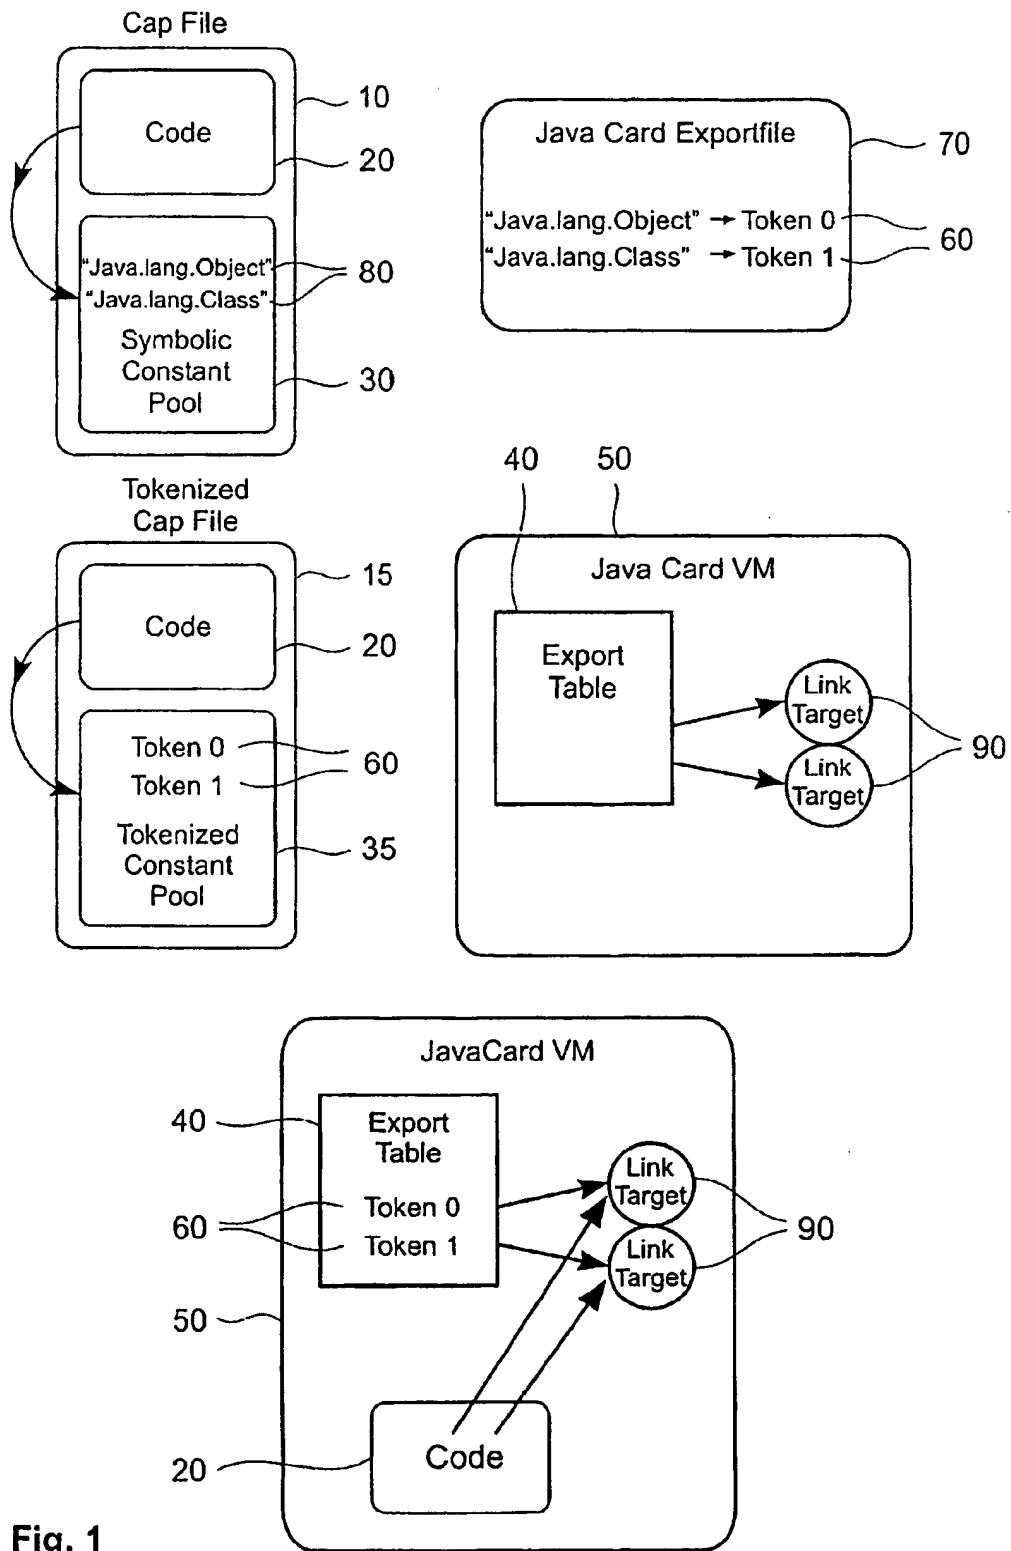 Cap File
Code
10
20
"Java.lang.Object"
"Java.lang.Class"
80
Symbolic
Constant
Pool
30
Java Card Exportfile
70
"Java.lang.Object" → Token 0
"Java.lang.Class" → Token 1
60
Tokenized
Cap File
Code
15
20
Token 0
Token 1
60
Tokenized
Constant
Pool
35
40
50
Java Card VM
Export
Table
Link
Target
Link
Target
90
JavaCard VM
40
Export
Table
60
Token 0
Token 1
Link
Target
Link
Target
90
50
20
Code
Fig. 1